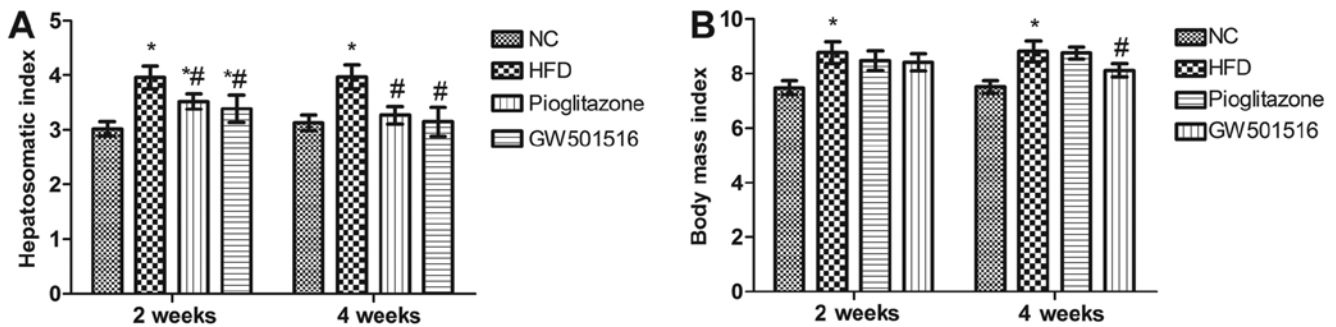 A
Hepatosomatic index
5
4
3
2
1
0
*
*#
*#
*
#
#
2 weeks
4 weeks
NC
HFD
Pioglitazone
GW501516
B
Body mass index
10
8
6
4
2
0
*
*
#
2 weeks
4 weeks
NC
HFD
Pioglitazone
GW501516